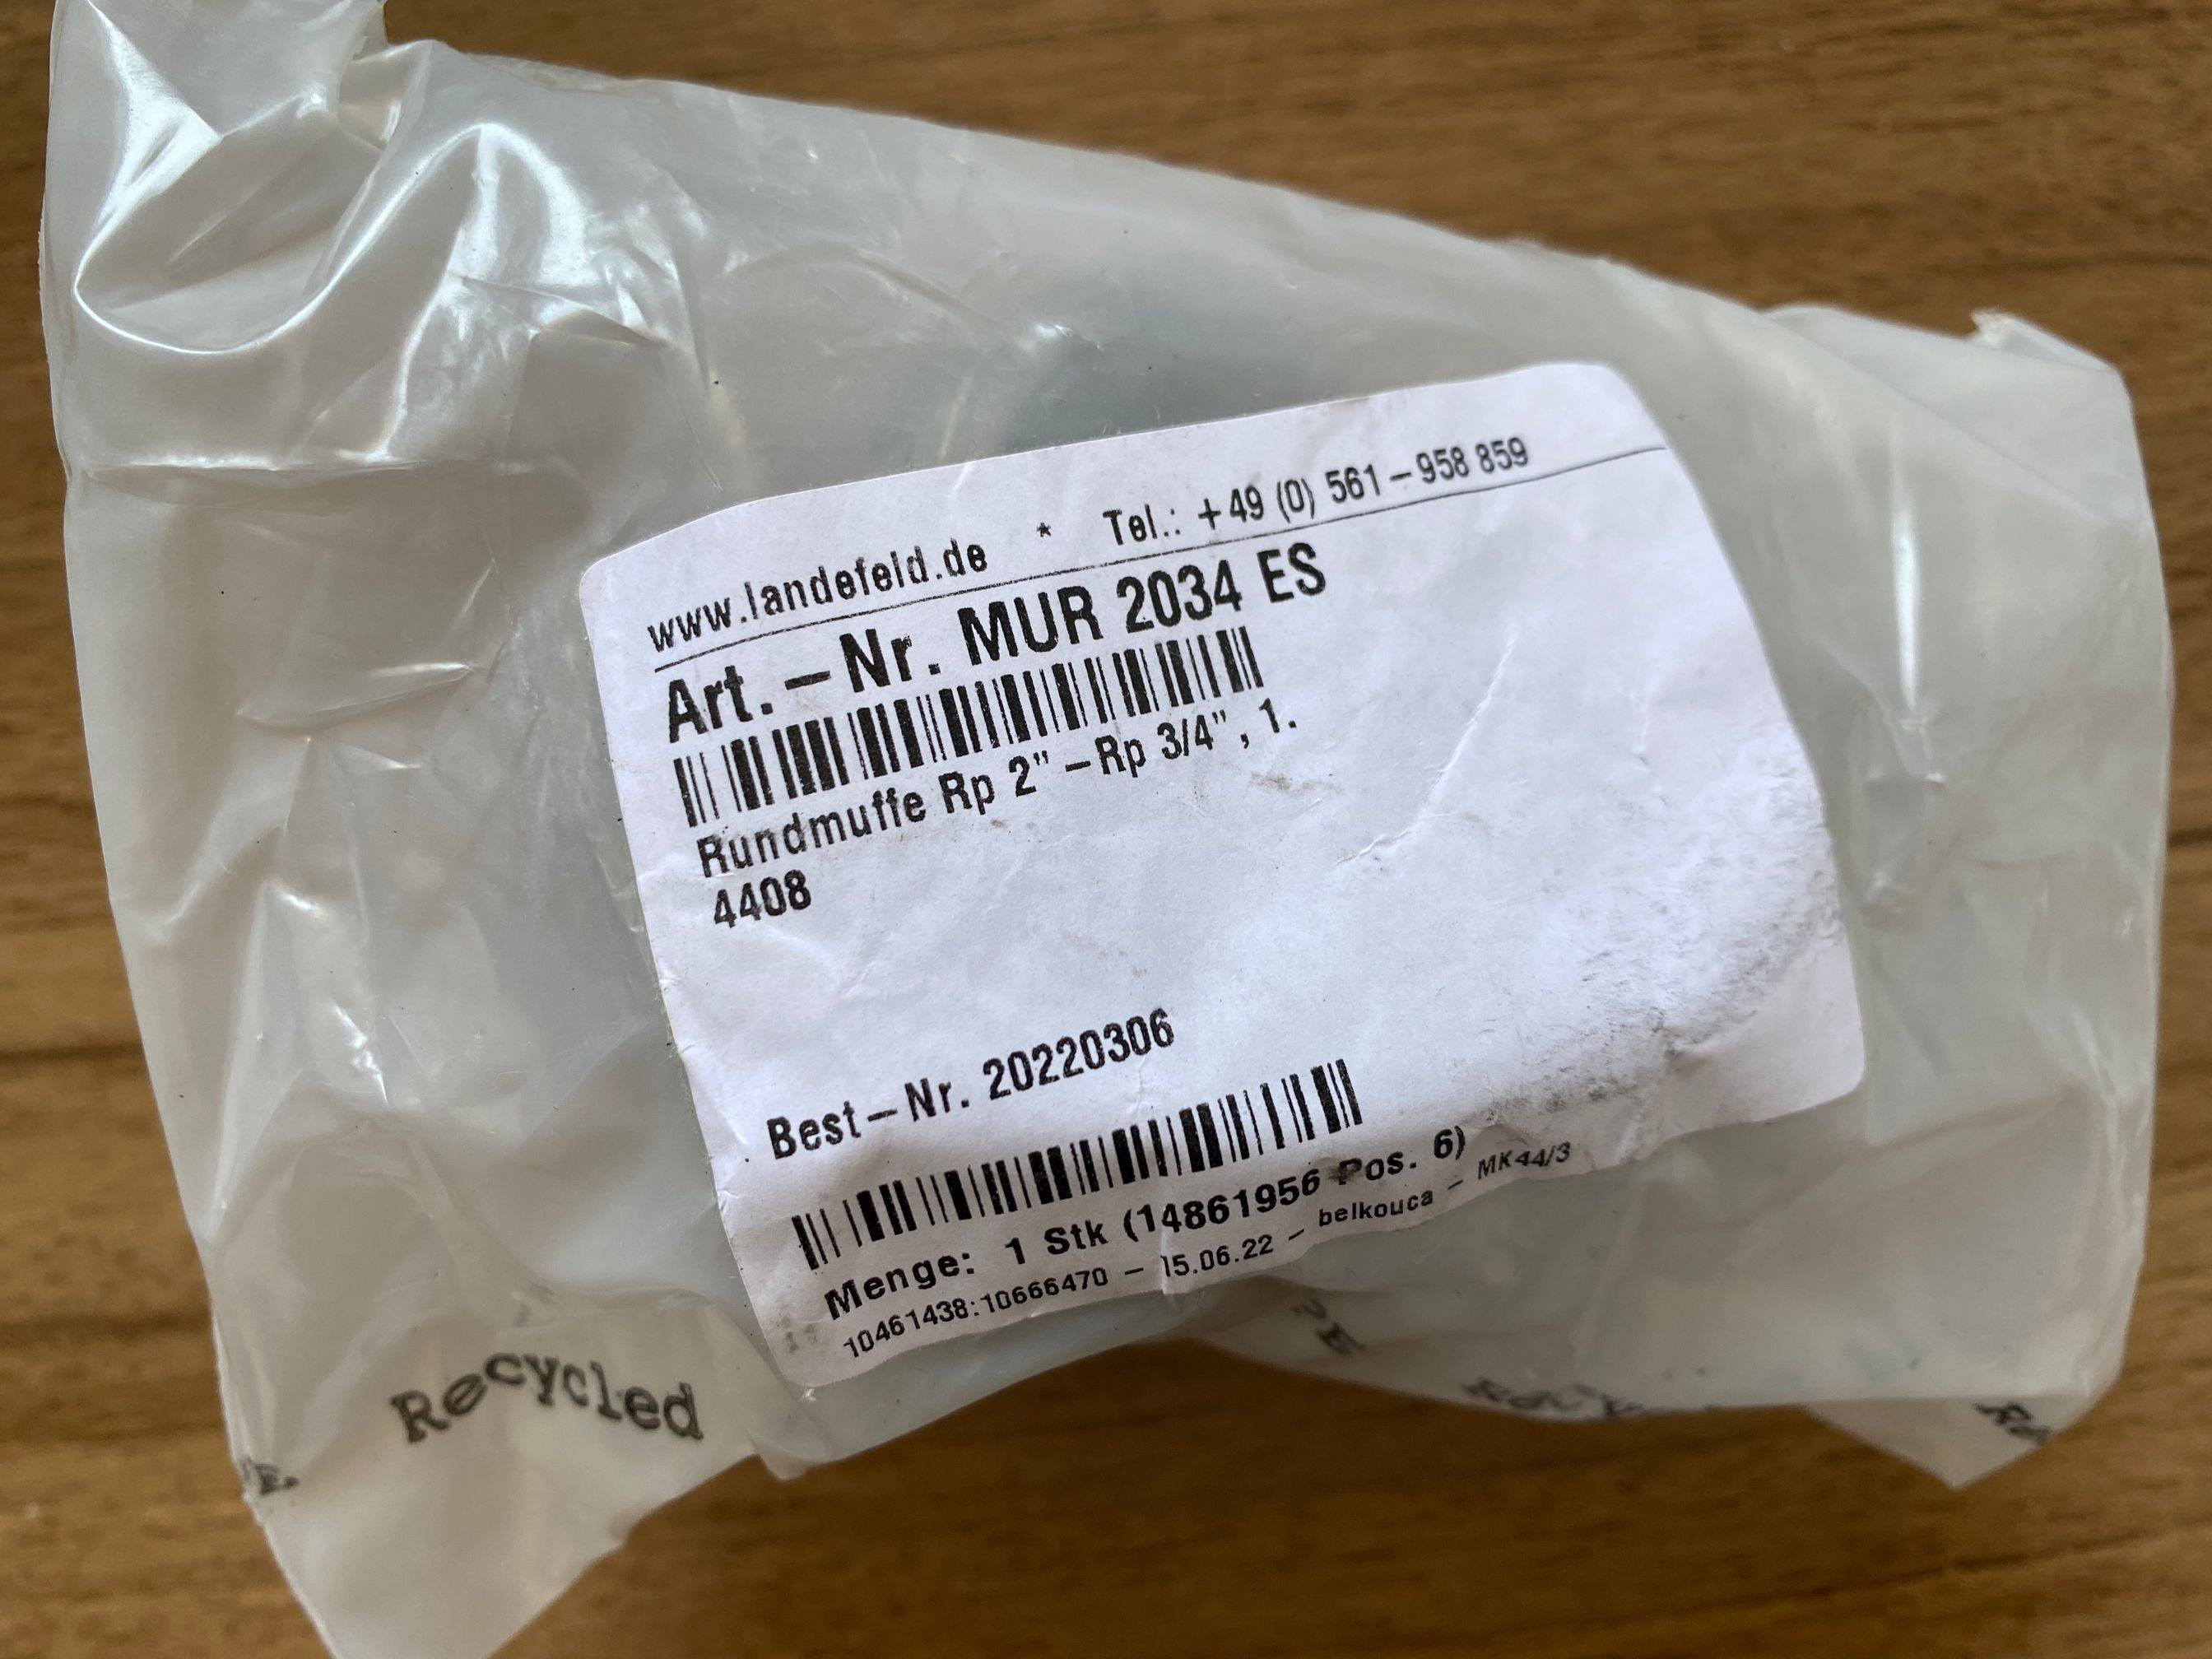 www.landefeld.de * Tel.: +49 (0) 561-958 859
Art.-Nr. MUR 2034 ES
Rundmuffe Rp 2" -Rp 3/4", 1.
4408
Best-Nr. 20220306
Menge: 1 Stk (14861956 Pos. 6)
10461438:10666470 - 15.06.22 - belkouca - MK44/3
Recycled